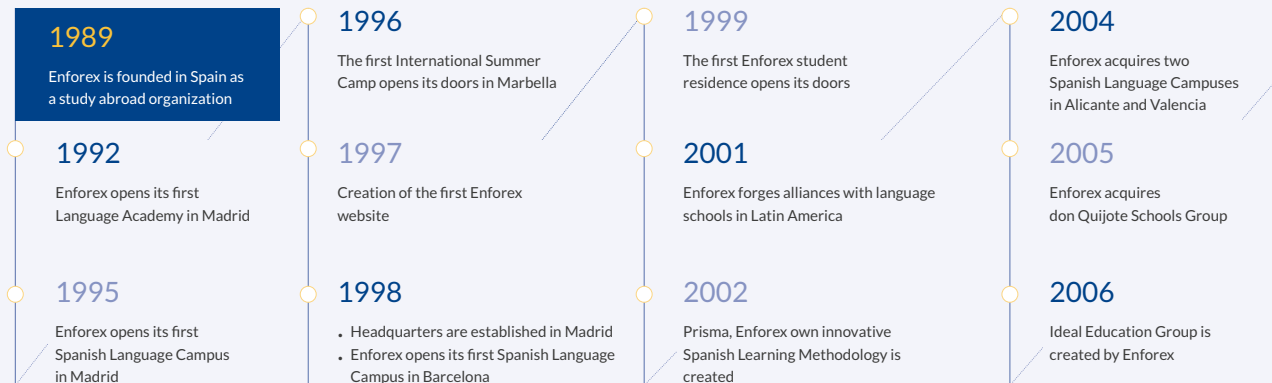 1989
Enforex is founded in Spain as
a study abroad organization
1992
Enforex opens its first
Language Academy in Madrid
1995
Enforex opens its first
Spanish Language Campus
in Madrid
1996
The first International Summer
Camp opens its doors in Marbella
1997
Creation of the first Enforex
website
1998
• Headquarters are established in Madrid
• Enforex opens its first Spanish Language
Campus in Barcelona
1999
The first Enforex student
residence opens its doors
2001
Enforex forges alliances with language
schools in Latin America
2002
Prisma, Enforex own innovative
Spanish Learning Methodology is
created
2004
Enforex acquires two
Spanish Language Campuses
in Alicante and Valencia
2005
Enforex acquires
don Quijote Schools Group
2006
Ideal Education Group is
created by Enforex